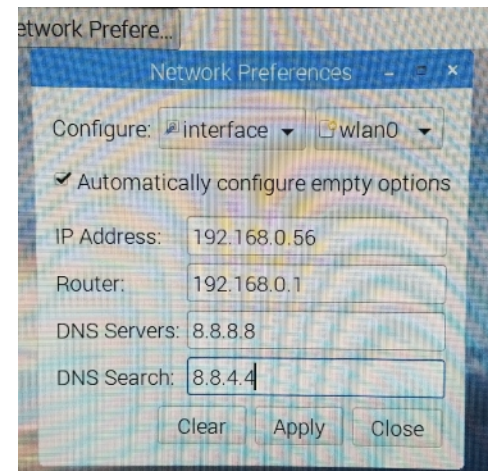 etwork Prefere...
Network Preferences
Configure: interface wlan0
Automatically configure empty options
IP Address: 192.168.0.56
Router: 192.168.0.1
DNS Servers: 8.8.8.8
DNS Search: 8.8.4.4
Clear Apply Close